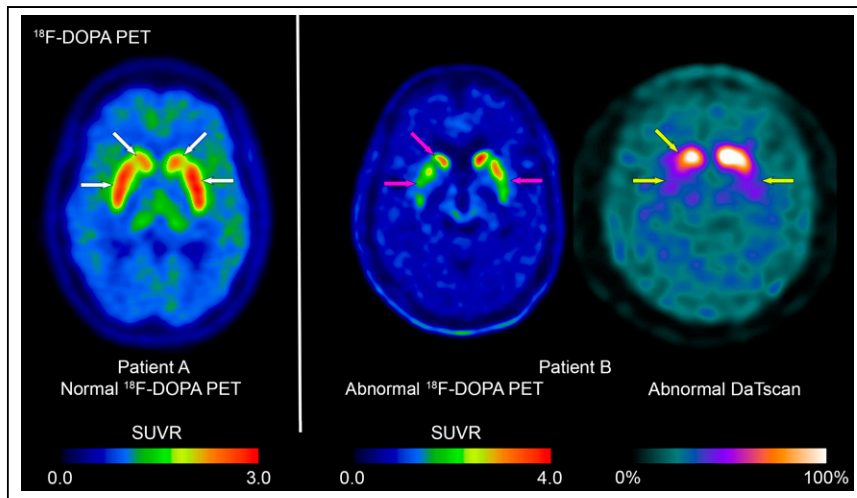 ¹⁸F-DOPA PET
Patient A
Normal ¹⁸F-DOPA PET
Patient B
Abnormal ¹⁸F-DOPA PET
Abnormal DaTscan
SUVR
0.0
3.0
SUVR
0.0
4.0
0%
100%